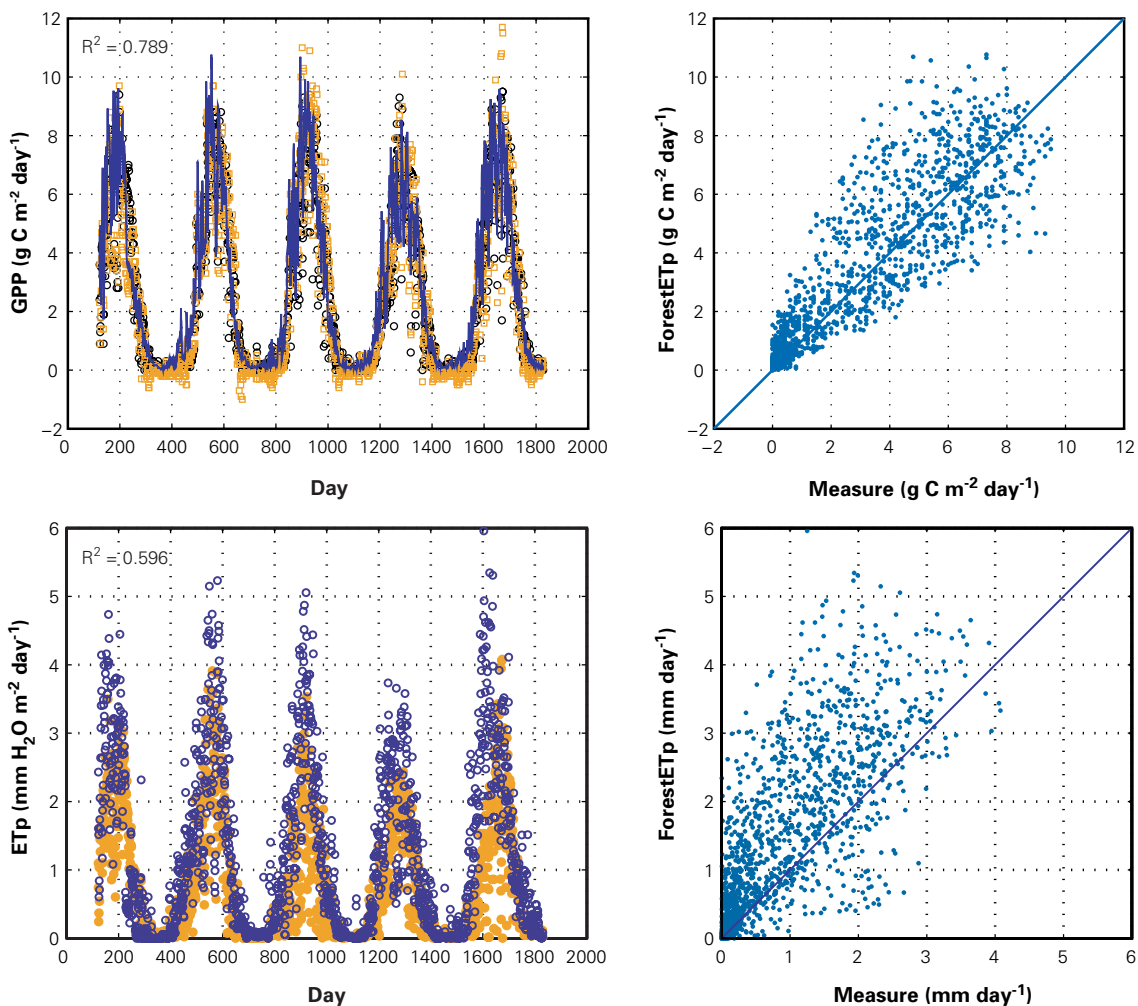 R² = 0.789
12
10
8
6
4
2
0
−2
GPP (g C m⁻² day⁻¹)
0 200 400 600 800 1000 1200 1400 1600 1800 2000
Day
12
10
8
6
4
2
0
−2
ForestETp (g C m⁻² day⁻¹)
−2 0 2 4 6 8 10 12
Measure (g C m⁻² day⁻¹)
R² = 0.596
6
5
4
3
2
1
0
ETp (mm H₂O m⁻² day⁻¹)
0 200 400 600 800 1000 1200 1400 1600 1800 2000
Day
6
5
4
3
2
1
0
ForestETp (mm day⁻¹)
0 1 2 3 4 5 6
Measure (mm day⁻¹)